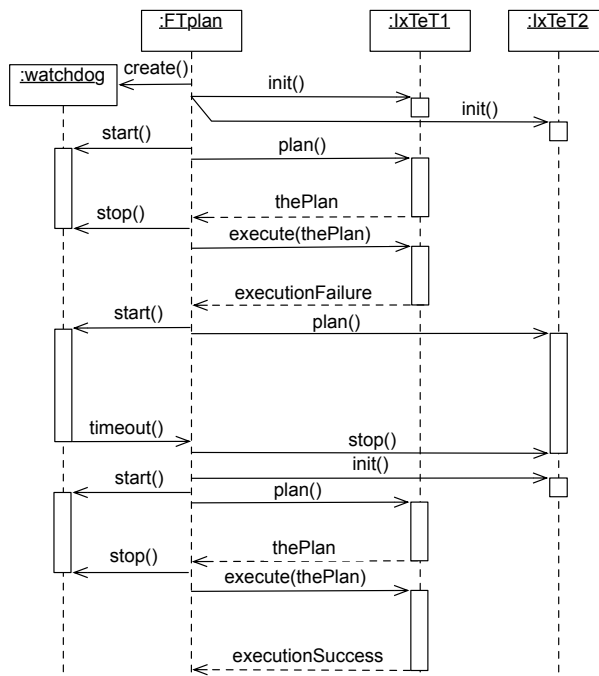 :FTplan
:IxTeT1
:IxTeT2
:watchdog
create()
init()
init()
start()
plan()
thePlan
stop()
execute(thePlan)
executionFailure
start()
plan()
timeout()
stop()
init()
start()
plan()
thePlan
stop()
execute(thePlan)
executionSuccess